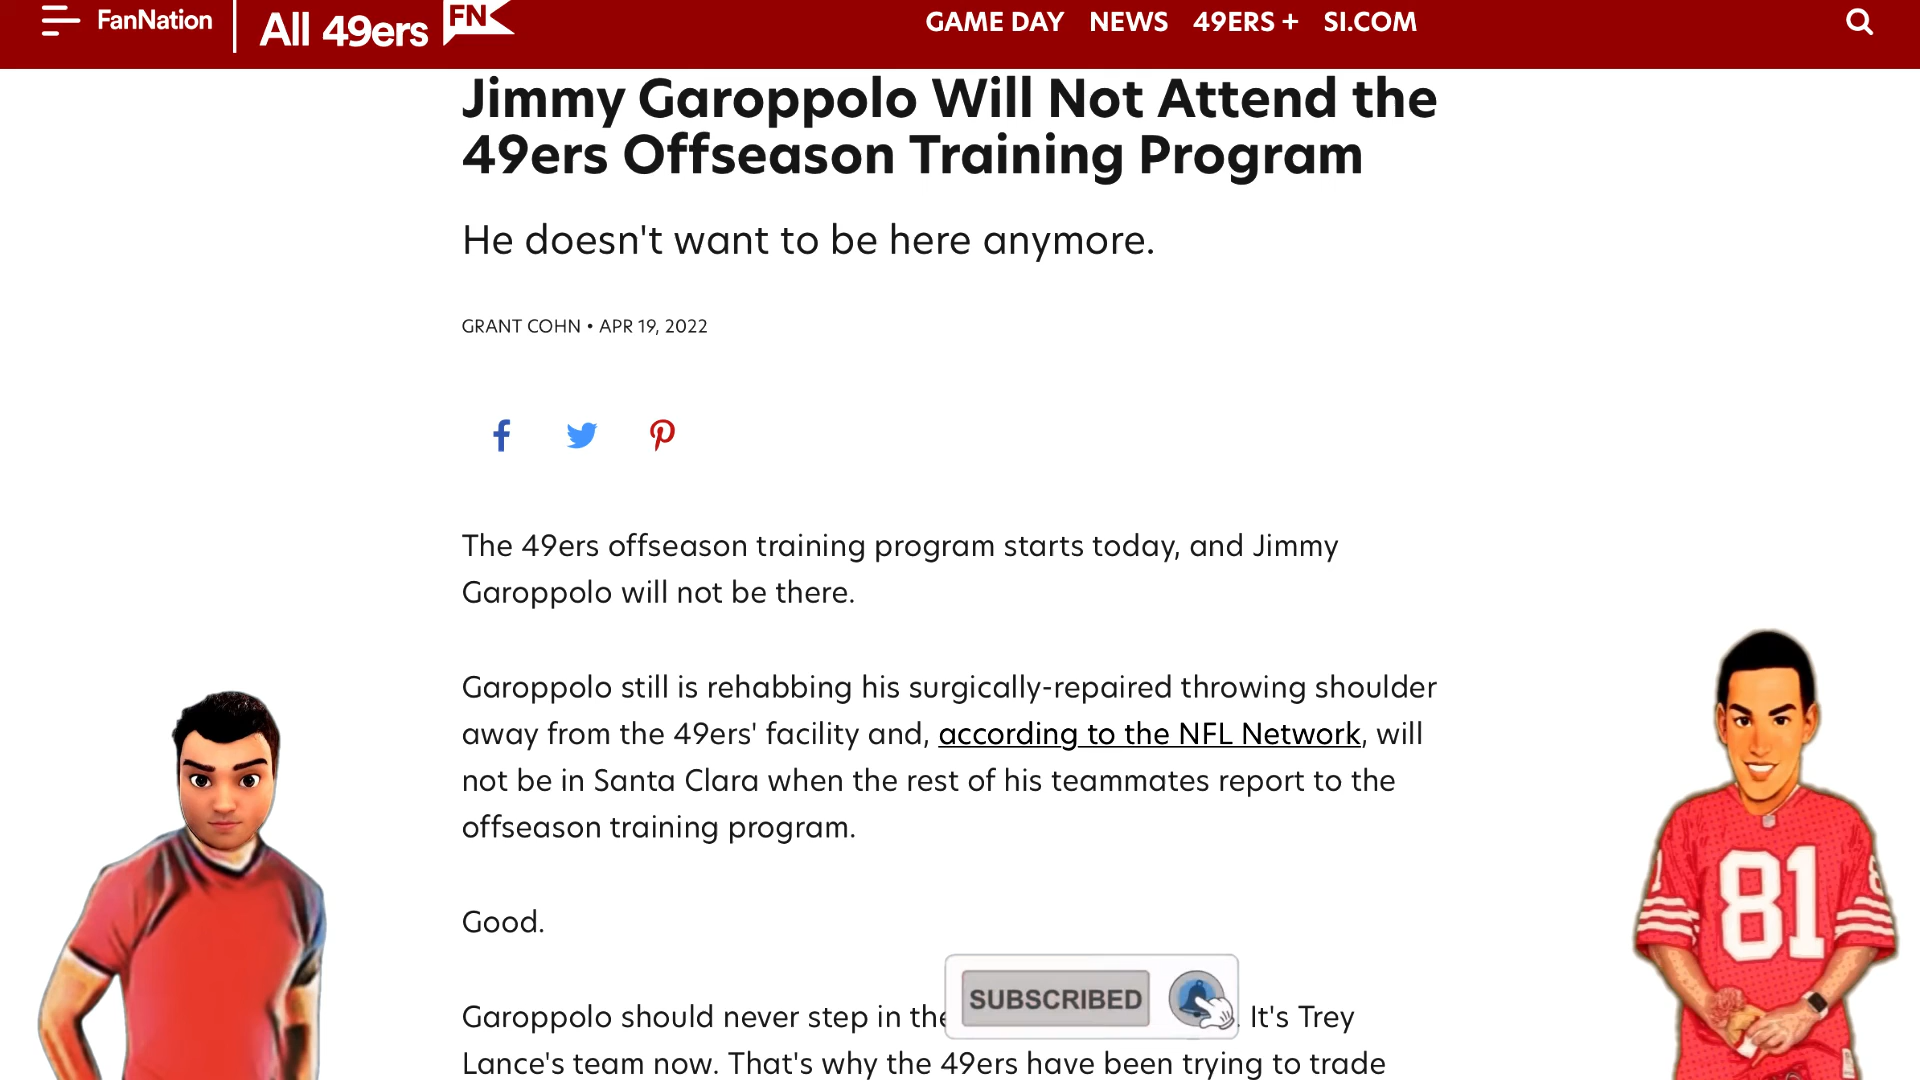 FanNation
All 49ers
FN
GAME DAY NEWS 49ERS + SI.COM
Jimmy Garoppolo Will Not Attend the
49ers Offseason Training Program
He doesn't want to be here anymore.
GRANT COHN • APR 19, 2022
The 49ers offseason training program starts today, and Jimmy
Garoppolo will not be there.
Garoppolo still is rehabbing his surgically-repaired throwing shoulder
away from the 49ers' facility and, according to the NFL Network, will
not be in Santa Clara when the rest of his teammates report to the
offseason training program.
Good.
Garoppolo should never step in the . It's Trey
SUBSCRIBED
Lance's team now. That's why the 49ers have been trying to trade
81